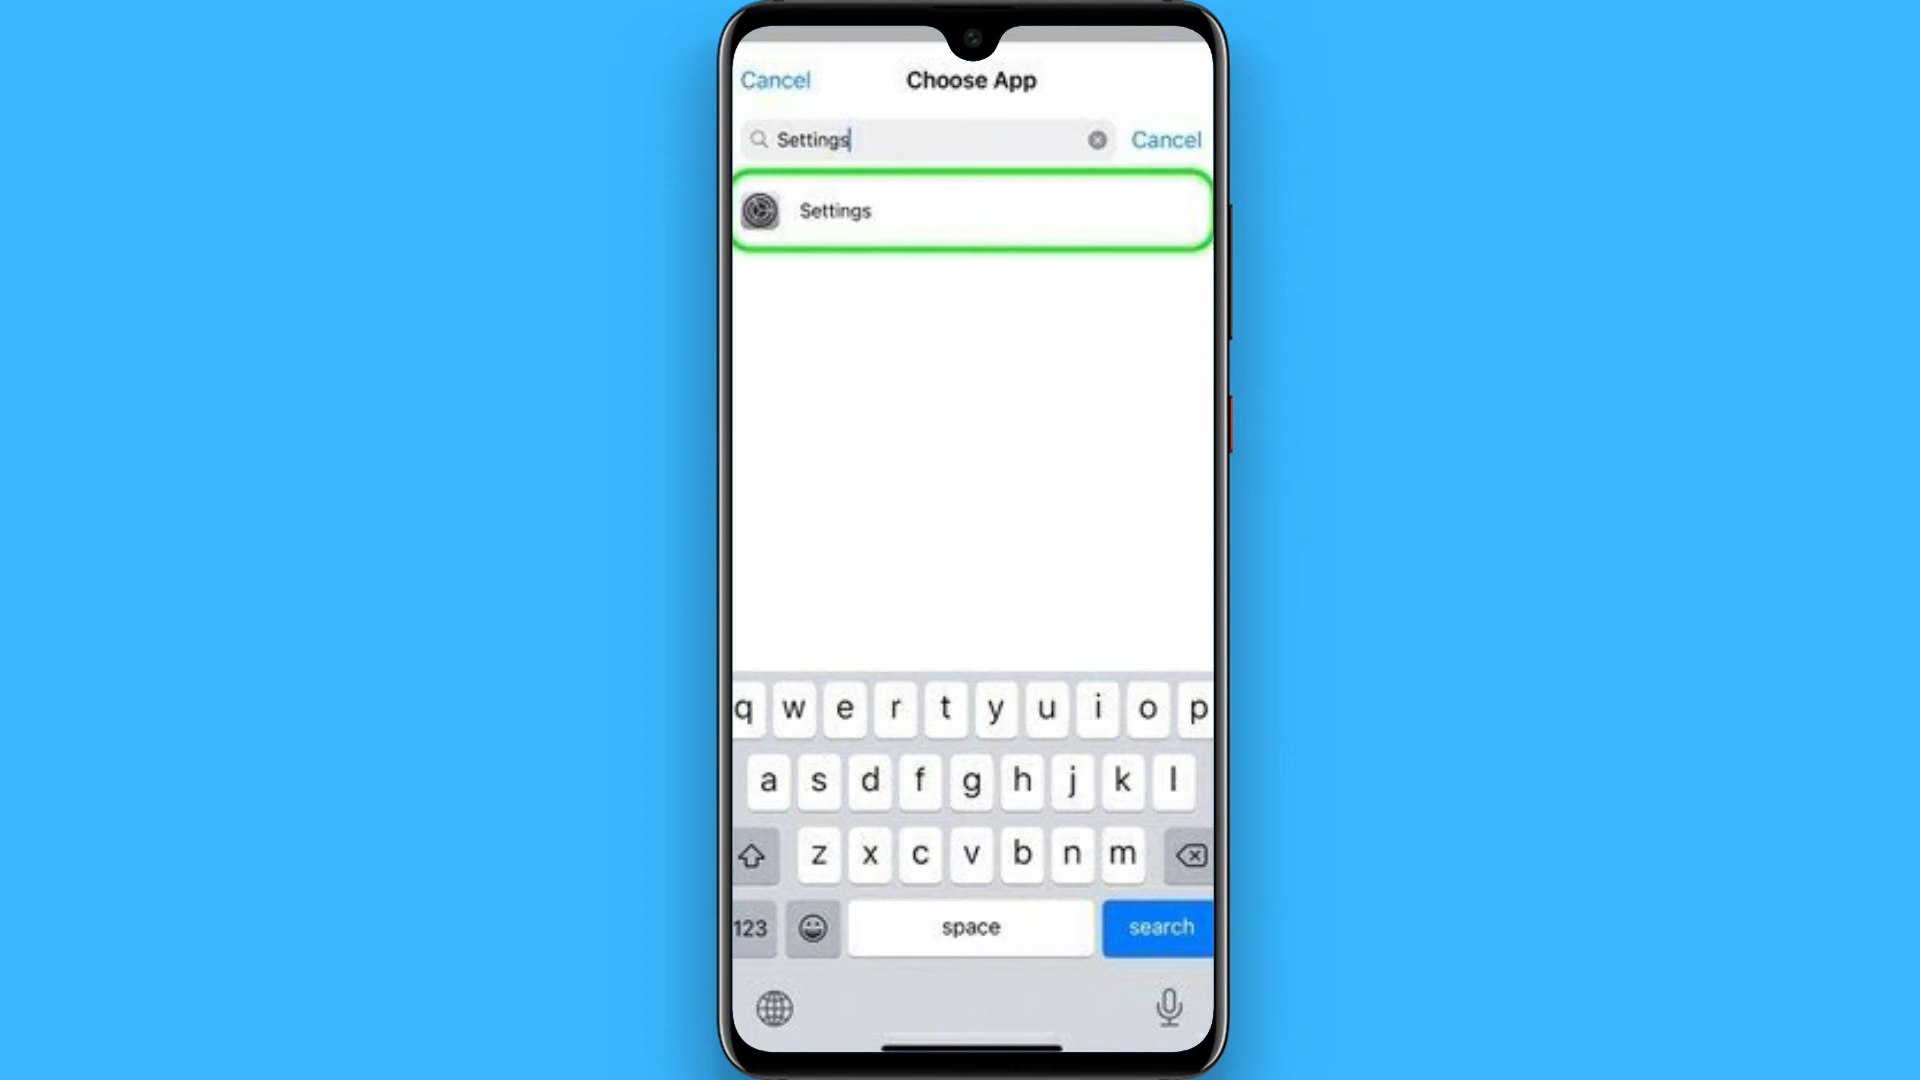 Cancel Choose App
Settings Cancel
Settings
q w e r t y u i o p
a s d f g h j k l
z x c v b n m
123 space search